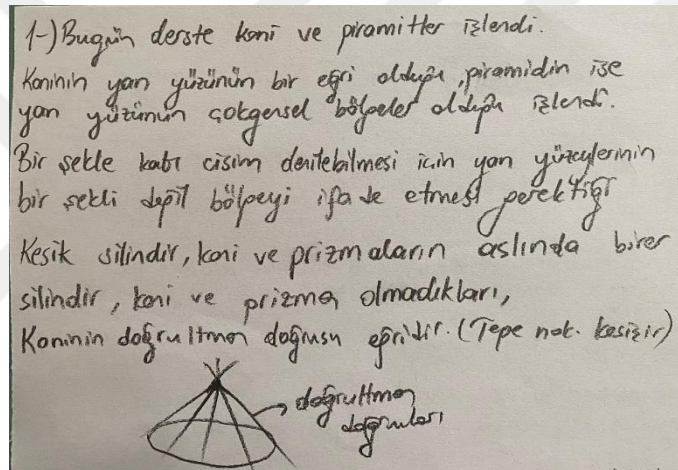 1-) Bugün derste koni ve piramitler işlendi.
Koninin yan yüzünün bir eğri olduğu, piramidin ise
yan yüzünün çokgensel bölgeler olduğu işlendi.
Bir şekle katı cisim denilebilmesi için yan yüzeylerinin
bir şekli değil bölgeyi ifade etmesi gerektiği
Kesik silindir, koni ve prizmaların aslında birer
silindir, koni ve prizma olmadıkları,
Koninin doğrultman doğrusu eğridir. (Tepe nok. kesişir)
doğrultman
doğruları